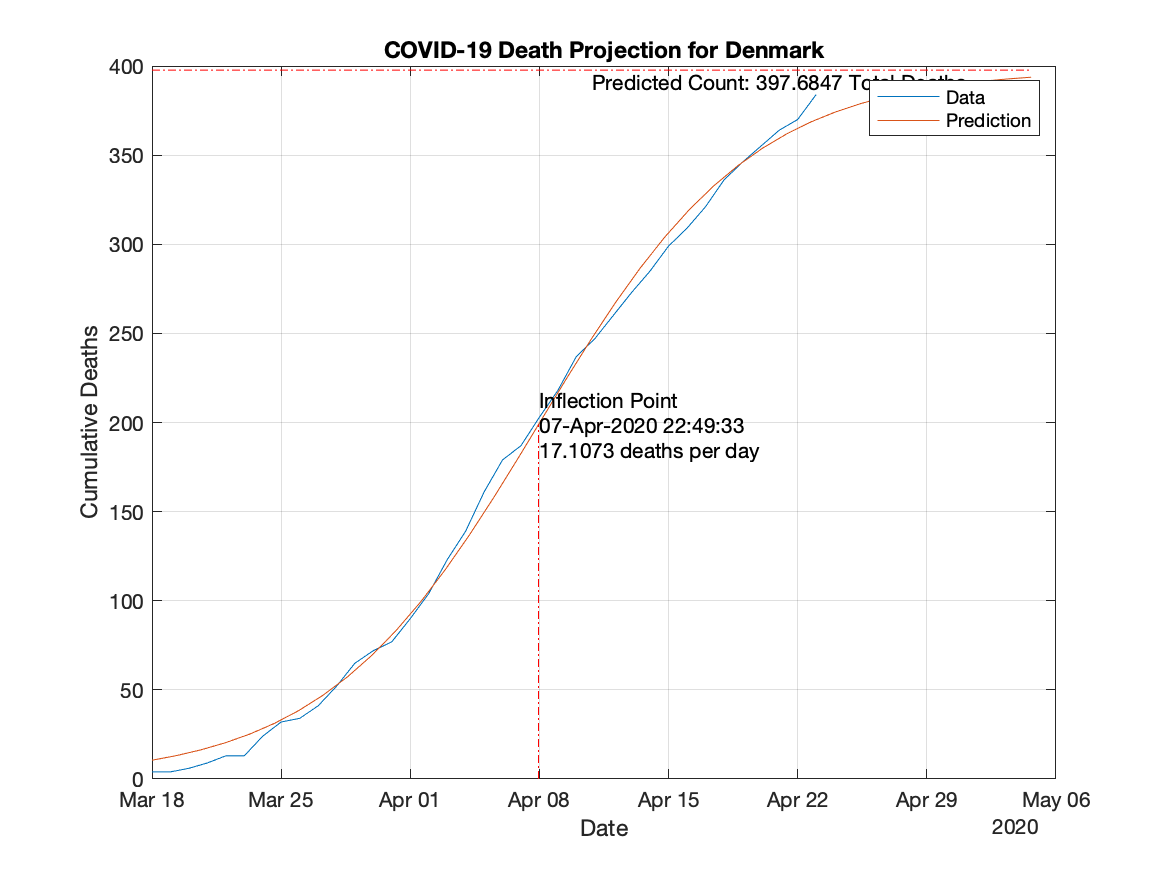 COVID-19 Death Projection for Denmark
Predicted Count: 397.6847 Total Deaths
Data
Prediction
400
350
300
250
200
150
100
50
0
Cumulative Deaths
Inflection Point
07-Apr-2020 22:49:33
17.1073 deaths per day
Mar 18 Mar 25 Apr 01 Apr 08 Apr 15 Apr 22 Apr 29 May 06
Date
2020